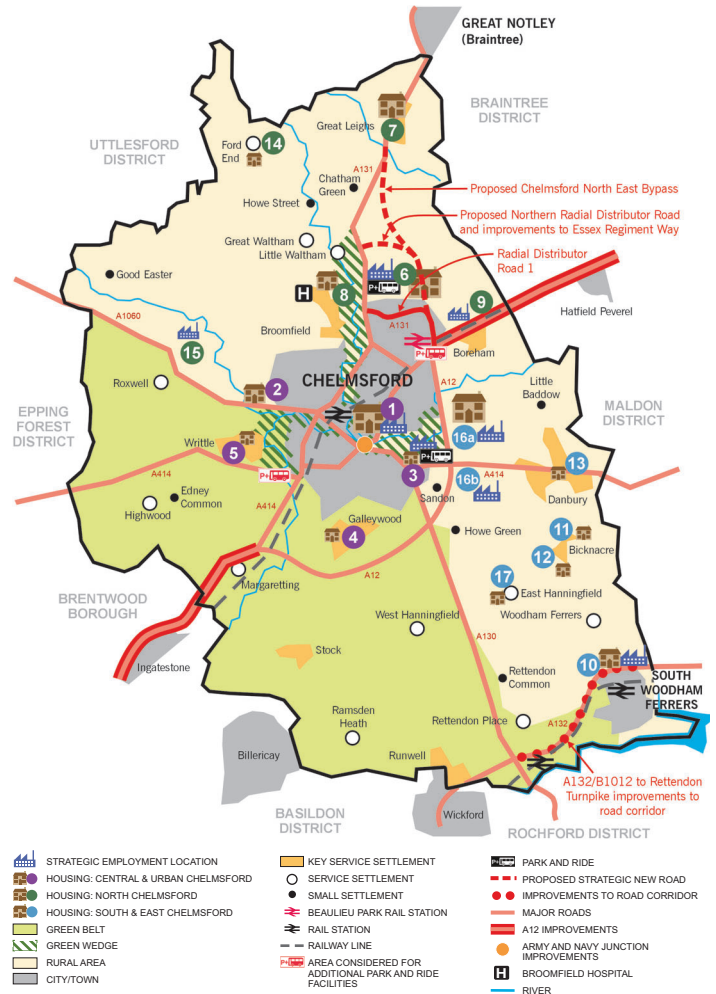 GREAT NOTLEY
(Braintree)
BRAINTREE
DISTRICT
Great Leighs
7
UTTLESFORD
DISTRICT
Ford
End
14
A131
Chatham
Green
Proposed Chelmsford North East Bypass
Howe Street
Proposed Northern Radial Distributor Road
and improvements to Essex Regiment Way
Great Waltham
Little Waltham
Radial Distributor
Road 1
Good Easter
6
P+
H
8
9
Hatfield Peverel
A1060
Broomfield
A131
15
P+
Boreham
Roxwell
CHELMSFORD
A12
Little
Baddow
2
1
EPPING
FOREST
DISTRICT
MALDON
DISTRICT
Writtle
5
16a
P+
13
A414
P+
3
A414
16b
Sandon
Danbury
Edney
Common
A414
Highwood
Galleywood
4
Howe Green
11
Bicknacre
12
A12
17
Margaretting
East Hanningfield
BRENTWOOD
BOROUGH
West Hanningfield
Woodham Ferrers
A130
Stock
10
Ingatestone
Rettendon
Common
SOUTH
WOODHAM
FERRERS
Ramsden
Heath
Rettendon Place
A132
Billericay
Runwell
A132/B1012 to Rettendon
Turnpike improvements to
road corridor
BASILDON
DISTRICT
Wickford
ROCHFORD DISTRICT
STRATEGIC EMPLOYMENT LOCATION
HOUSING: CENTRAL & URBAN CHELMSFORD
HOUSING: NORTH CHELMSFORD
HOUSING: SOUTH & EAST CHELMSFORD
GREEN BELT
GREEN WEDGE
RURAL AREA
CITY/TOWN
KEY SERVICE SETTLEMENT
SERVICE SETTLEMENT
SMALL SETTLEMENT
BEAULIEU PARK RAIL STATION
RAIL STATION
RAILWAY LINE
P+
AREA CONSIDERED FOR
ADDITIONAL PARK AND RIDE
FACILITIES
P+
PARK AND RIDE
PROPOSED STRATEGIC NEW ROAD
IMPROVEMENTS TO ROAD CORRIDOR
MAJOR ROADS
A12 IMPROVEMENTS
ARMY AND NAVY JUNCTION
IMPROVEMENTS
H
BROOMFIELD HOSPITAL
RIVER